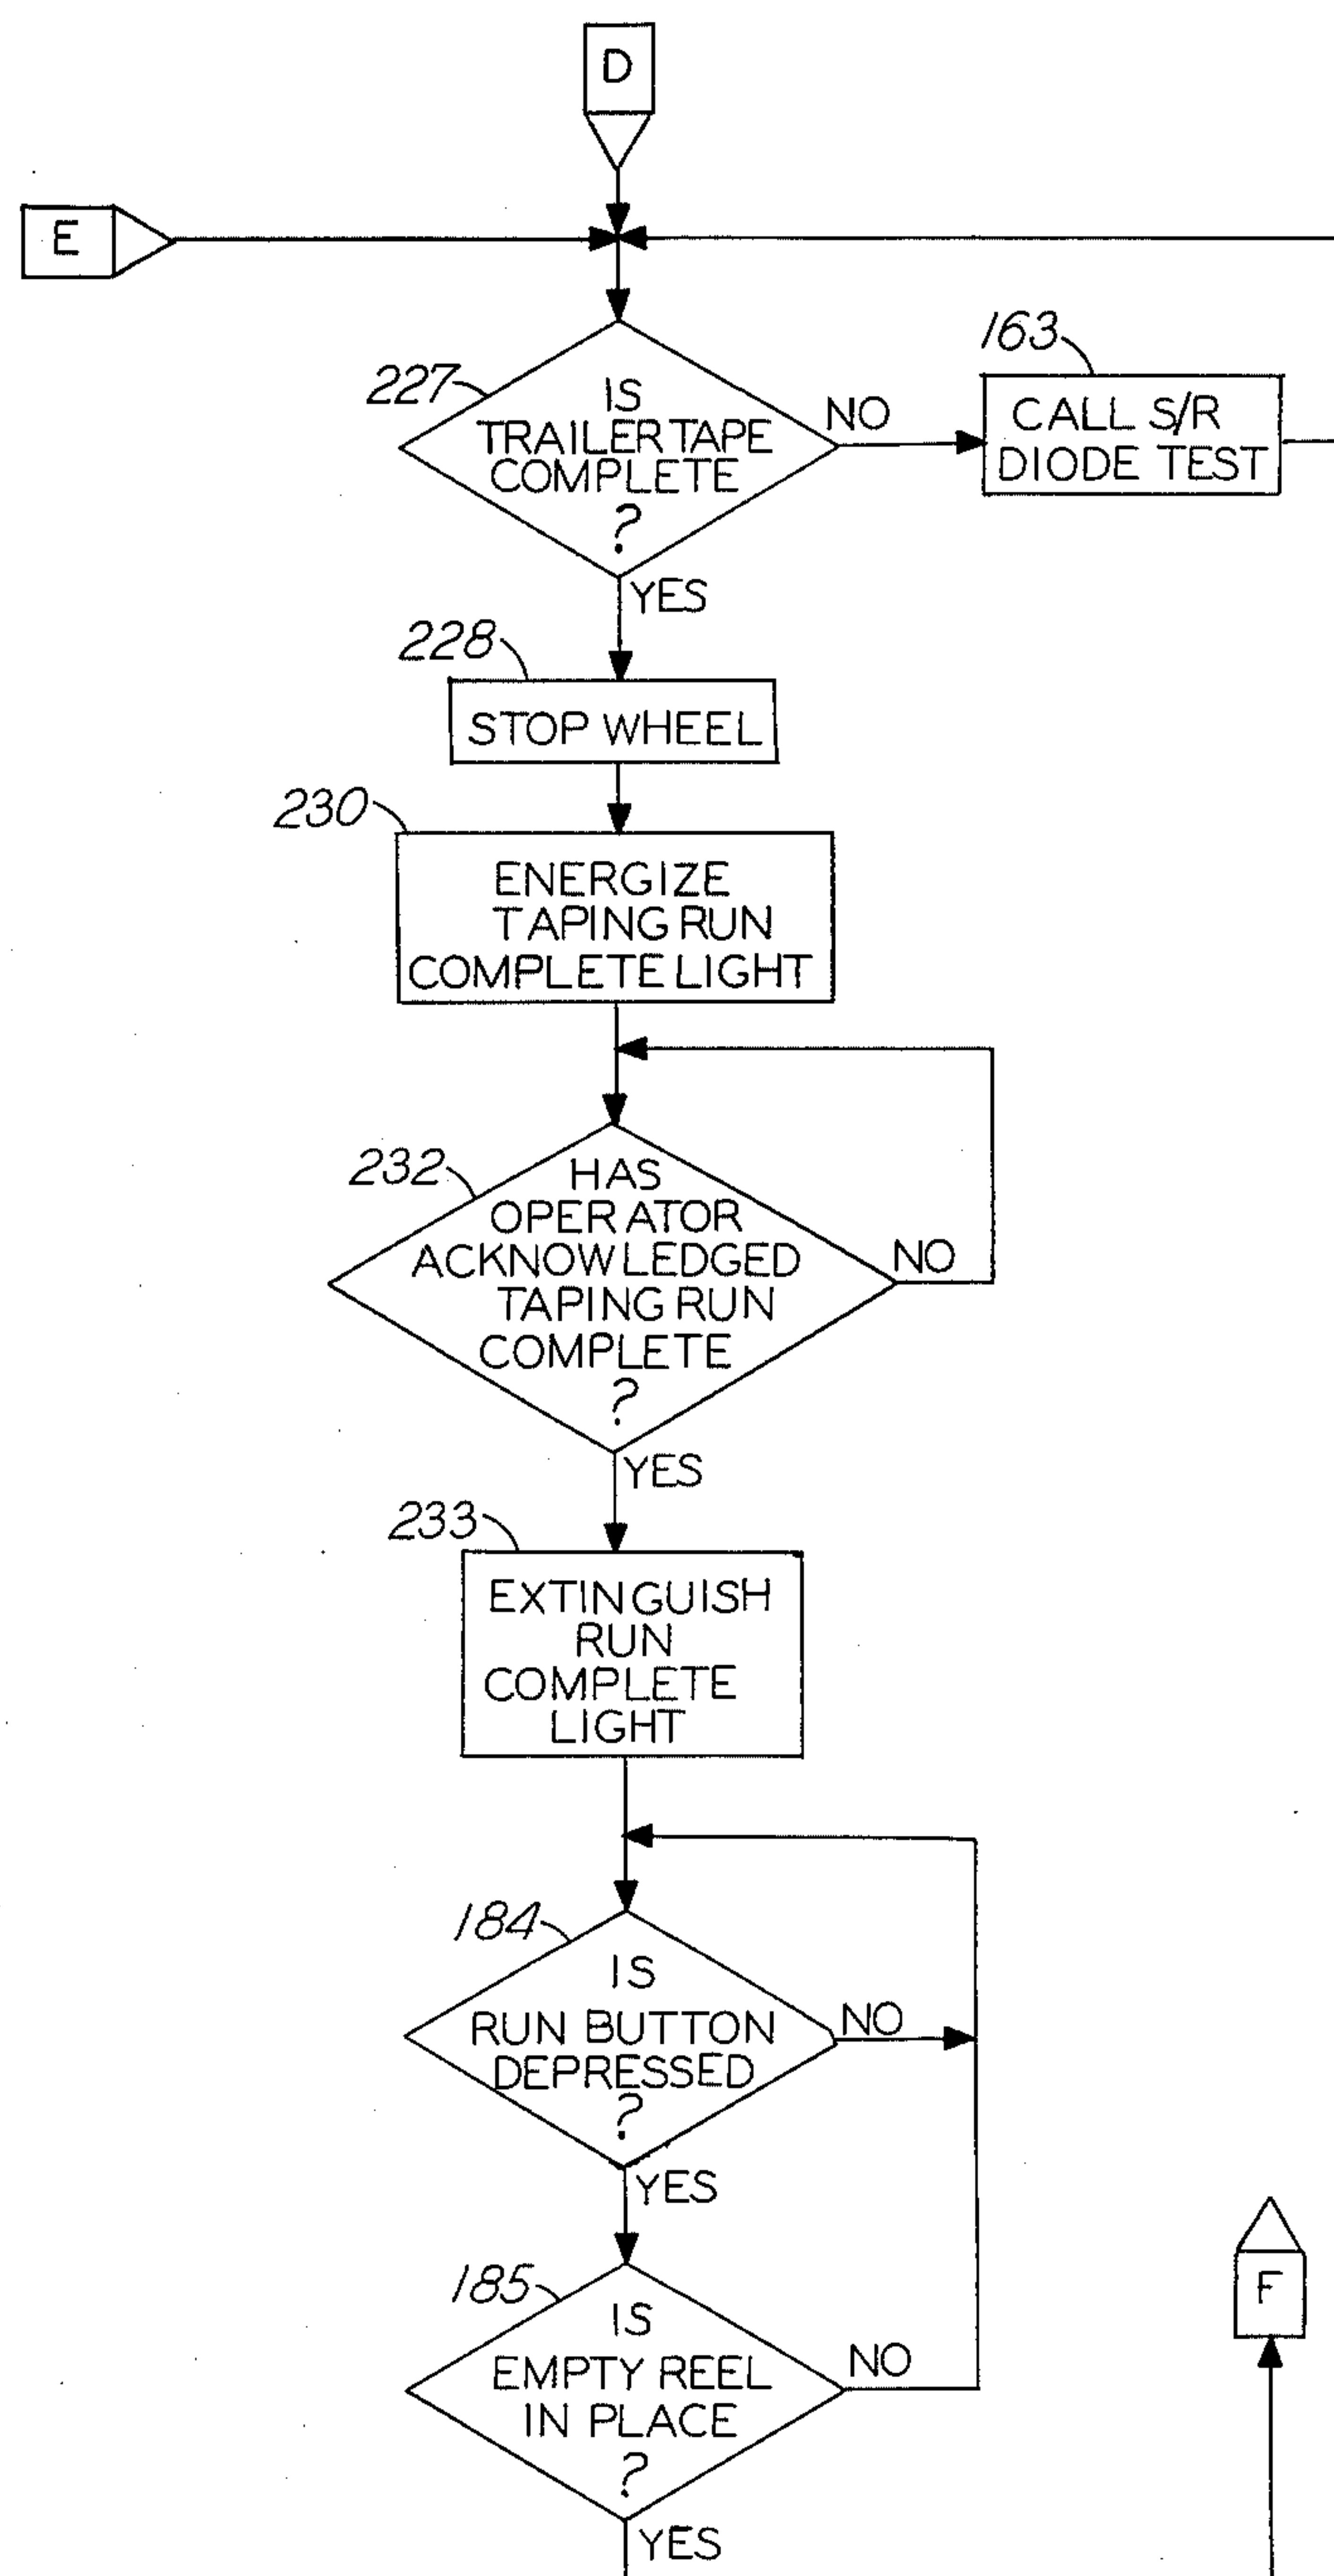 D
E
227
IS
TRAILER TAPE
COMPLETE
?
NO
163
CALL S/R
DIODE TEST
YES
228
STOP WHEEL
230
ENERGIZE
TAPING RUN
COMPLETE LIGHT
232
HAS
OPERATOR
ACKNOWLEDGED
TAPING RUN
COMPLETE
?
NO
YES
233
EXTINGUISH
RUN
COMPLETE
LIGHT
184
IS
RUN BUTTON
DEPRESSED
?
NO
YES
185
IS
EMPTY REEL
IN PLACE
?
NO
YES
F